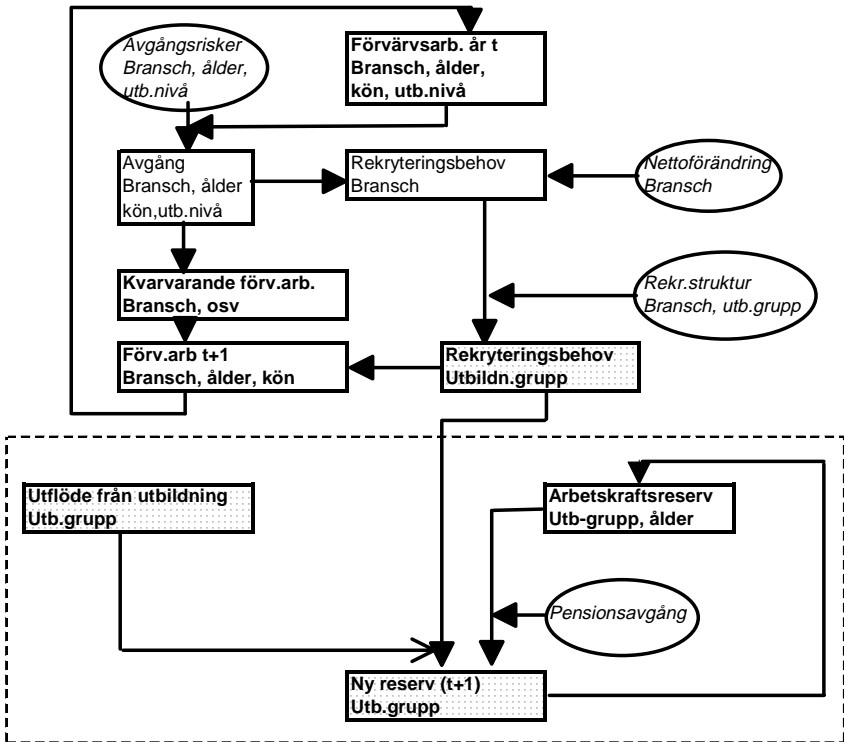 Avgångsrisker
Bransch, ålder,
utb.nivå
Förvärvsarb. år t
Bransch, ålder,
kön, utb.nivå
Avgång
Bransch, ålder
kön,utb.nivå
Rekryteringsbehov
Bransch
Nettoförändring
Bransch
Kvarvarande förv.arb.
Bransch, osv
Rekr.struktur
Bransch, utb.grupp
Förv.arb t+1
Bransch, ålder, kön
Rekryteringsbehov
Utbildn.grupp
Utflöde från utbildning
Utb.grupp
Arbetskraftsreserv
Utb-grupp, ålder
Pensionsavgång
Ny reserv (t+1)
Utb.grupp